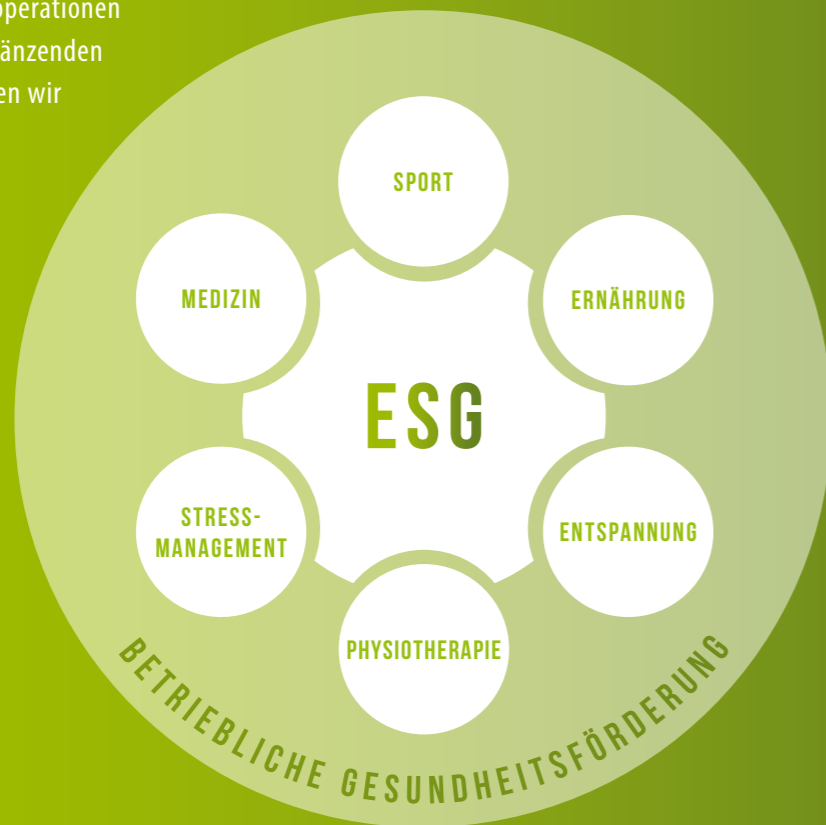 operationen
änzenden
en wir
SPORT
MEDIZIN
ERNÄHRUNG
ESG
STRESS-
MANAGEMENT
ENTSPANNUNG
PHYSIOTHERAPIE
BETRIEBLICHE GESUNDHEITSFÖRDERUNG